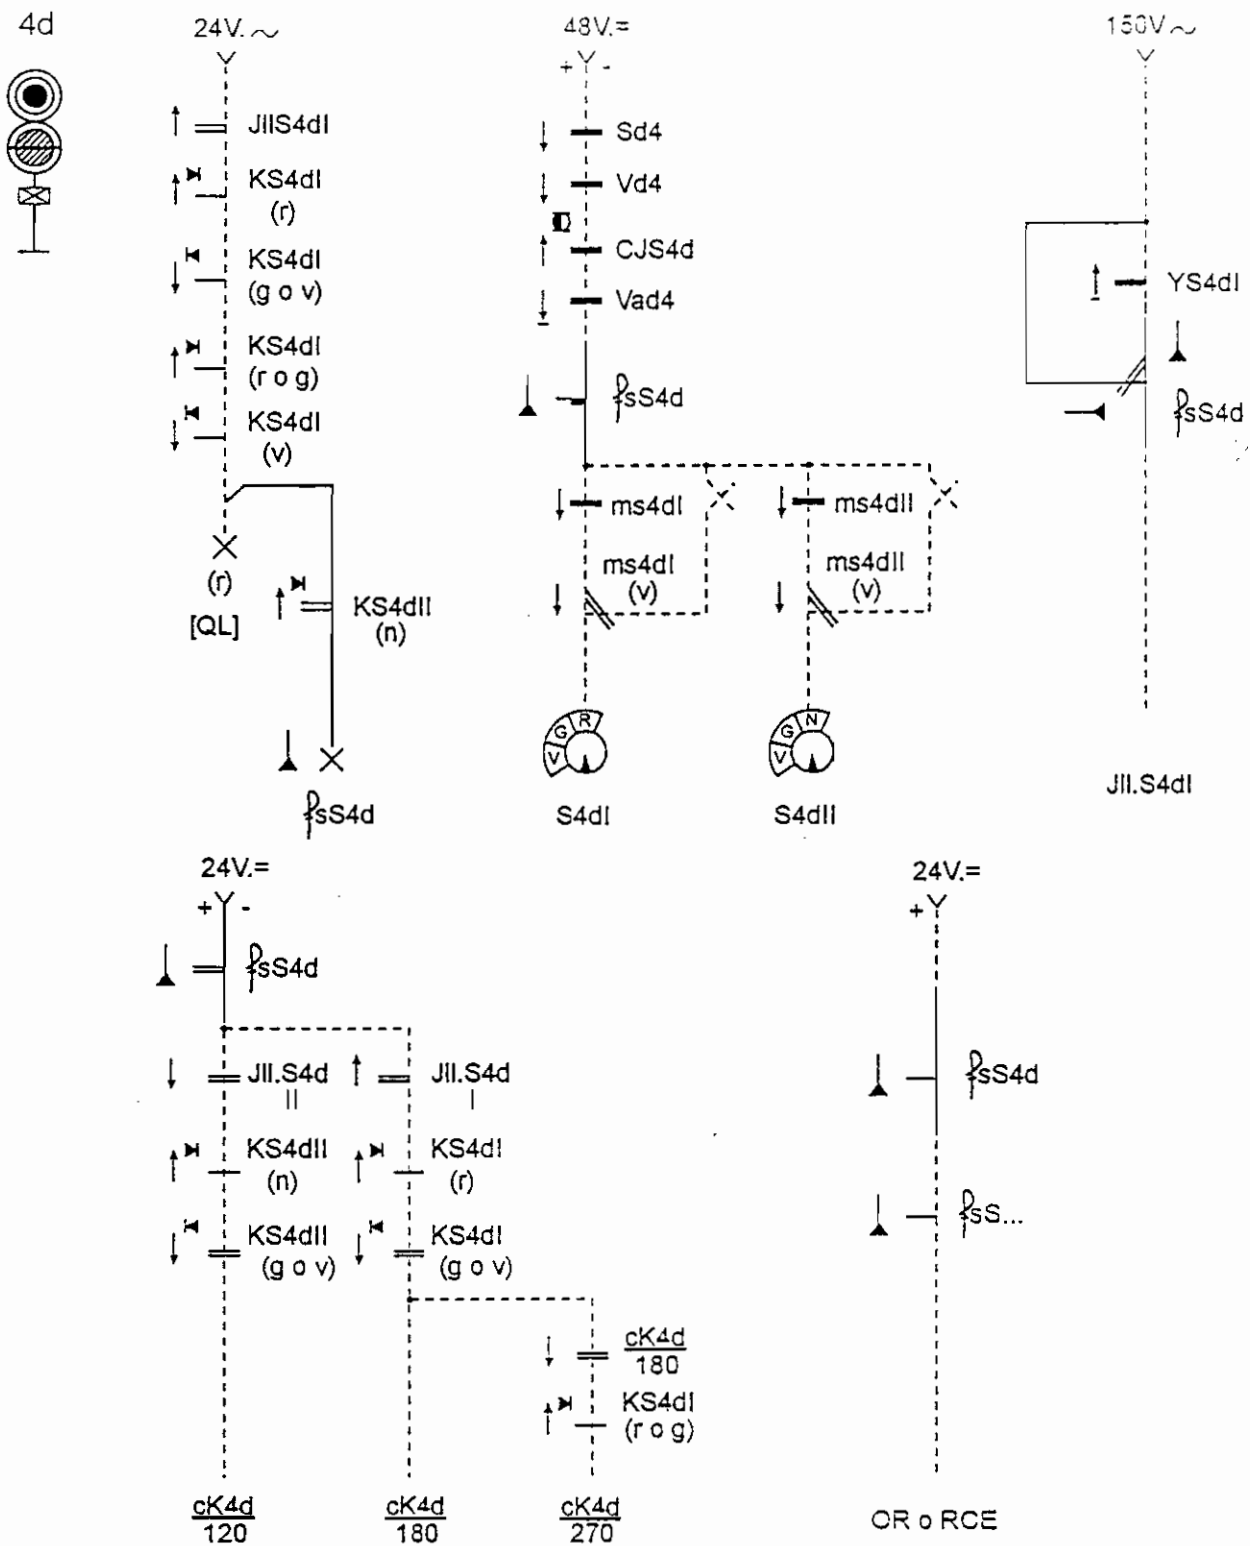 4d
24V. ~
48V.=
150V ~
+ -
JIIS4dI
KS4dI
(r)
KS4dI
(g o v)
KS4dI
(r o g)
KS4dI
(v)
(r)
[QL]
KS4dII
(n)
sS4d
Sd4
Vd4
CJS4d
Vad4
sS4d
ms4dI
ms4dII
ms4dI
(v)
ms4dII
(v)
V G R
V G N
S4dI
S4dII
YS4dI
sS4d
JII.S4dI
24V.=
+ -
sS4d
JII.S4d
II
JII.S4d
I
KS4dII
(n)
KS4dI
(r)
KS4dII
(g o v)
KS4dI
(g o v)
cK4d
180
KS4dI
(r o g)
cK4d
120
cK4d
180
cK4d
270
24V.=
+
sS4d
sS...
OR o RCE